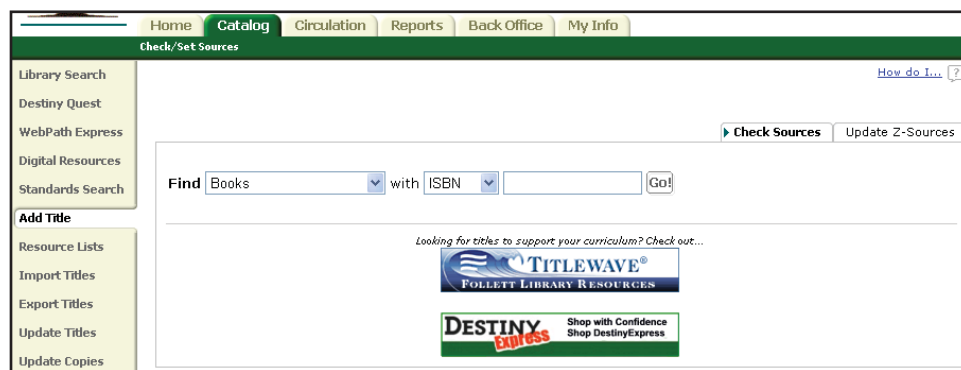 Home Catalog Circulation Reports Back Office My Info
Check/Set Sources
How do I... ?
Library Search
Destiny Quest
WebPath Express
Digital Resources
Standards Search
Add Title
Resource Lists
Import Titles
Export Titles
Update Titles
Update Copies
Check Sources Update Z-Sources
Find Books with ISBN Go!
Looking for titles to support your curriculum? Check out...
TITLEWAVE®
FOLLETT LIBRARY RESOURCES
DESTINY Express Shop with Confidence
Shop DestinyExpress